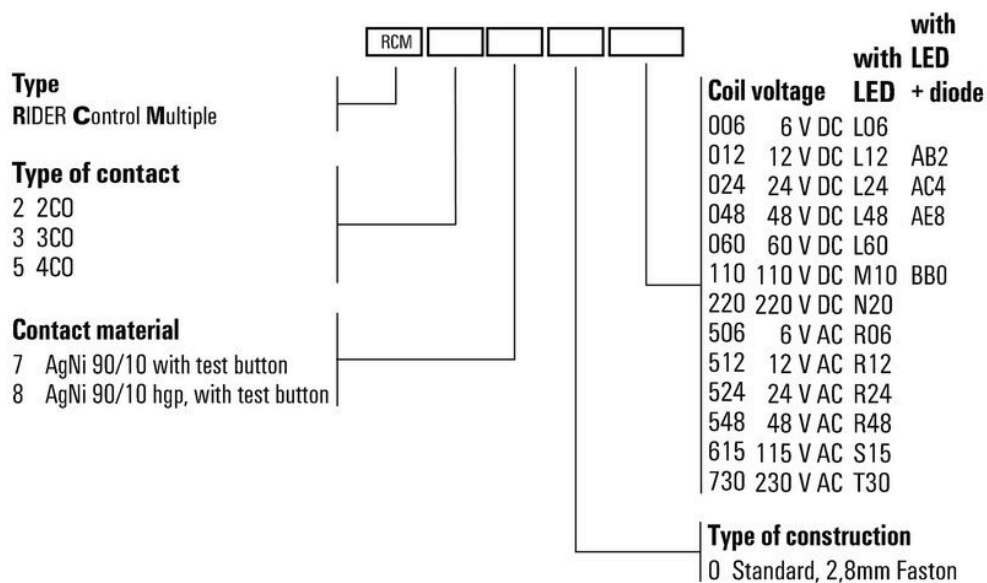 RCM
Type
RIDER Control Multiple
Type of contact
2 2CO
3 3CO
5 4CO
Contact material
7 AgNi 90/10 with test button
8 AgNi 90/10 hgp, with test button
with
with LED
Coil voltage LED + diode
006 6 V DC L06
012 12 V DC L12 AB2
024 24 V DC L24 AC4
048 48 V DC L48 AE8
060 60 V DC L60
110 110 V DC M10 BB0
220 220 V DC N20
506 6 V AC R06
512 12 V AC R12
524 24 V AC R24
548 48 V AC R48
615 115 V AC S15
730 230 V AC T30
Type of construction
0 Standard, 2,8mm Faston